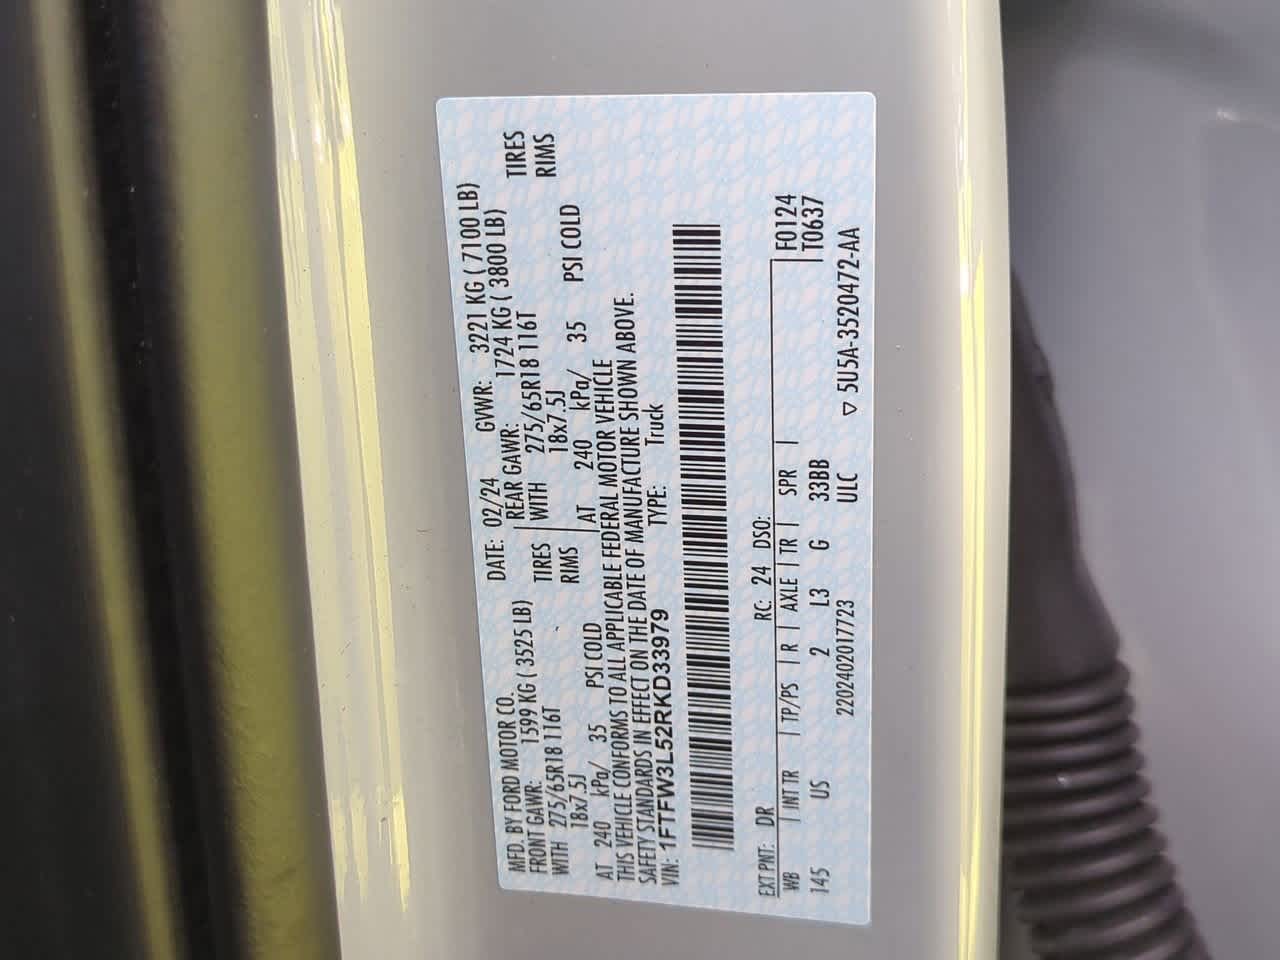 MFD. BY FORD MOTOR CO.
DATE: 02/24 GVWR: 3221 KG ( 7100 LB)
FRONT GAWR: 1599 KG ( 3525 LB) REAR GAWR: 1724 KG ( 3800 LB)
WITH 275/65R18 116T TIRES WITH 275/65R18 116T TIRES
18x7.5J RIMS 18x7.5J RIMS
AT 240 kPa/ 35 PSI COLD AT 240 kPa/ 35 PSI COLD
THIS VEHICLE CONFORMS TO ALL APPLICABLE FEDERAL MOTOR VEHICLE
SAFETY STANDARDS IN EFFECT ON THE DATE OF MANUFACTURE SHOWN ABOVE.
VIN: 1FTFW3L52RKD33979 TYPE: Truck
EXT PNT: DR RC: 24 DSO: F0124
WB INT TR TP/PS R AXLE TR SPR T0637
145 US 2 L3 G 33BB
2202402017723 ULC ▽ 5U5A-3520472-AA